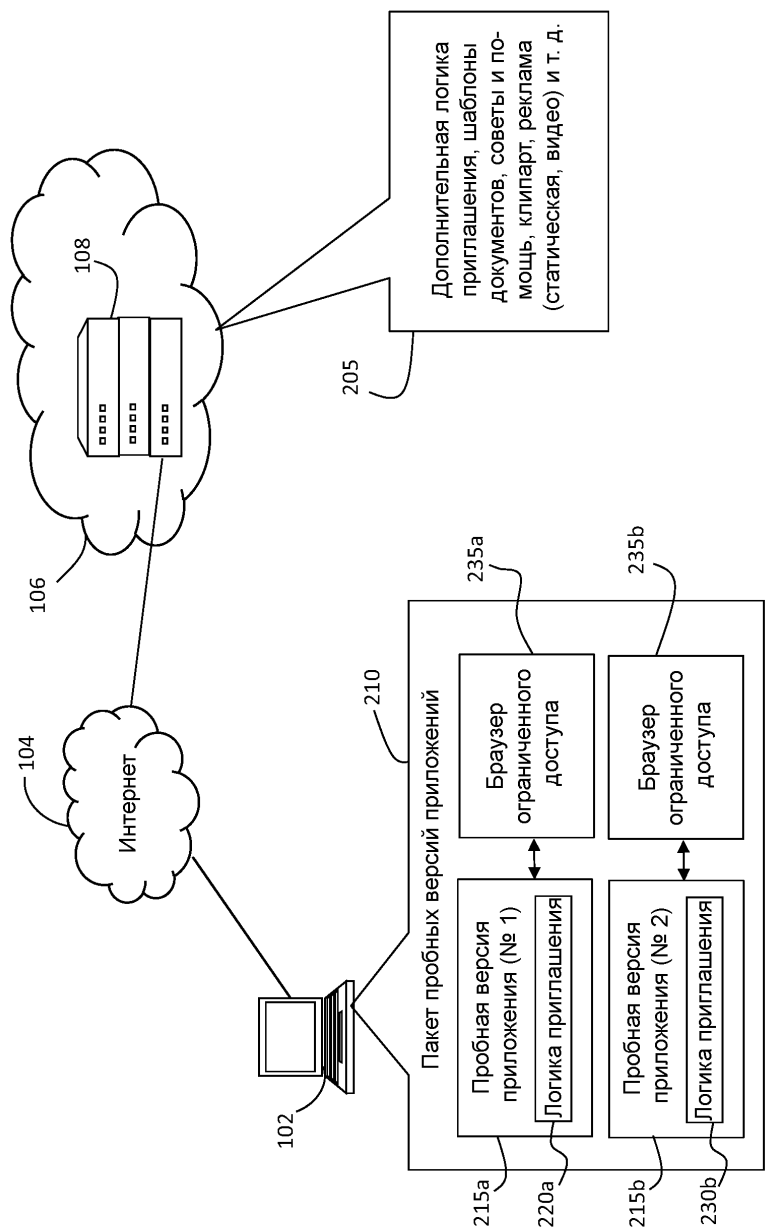 106
108
104
Интернет
102
210
205
Дополнительная логика
приглашения, шаблоны
документов, советы и по-
мощь, клипарт, реклама
(статическая, видео) и т. д.
Пакет пробных версий приложений
215a
Пробная версия
приложения (№ 1)
Логика приглашения
220a
Браузер
ограниченного
доступа
235a
215b
Пробная версия
приложения (№ 2)
Логика приглашения
230b
Браузер
ограниченного
доступа
235b